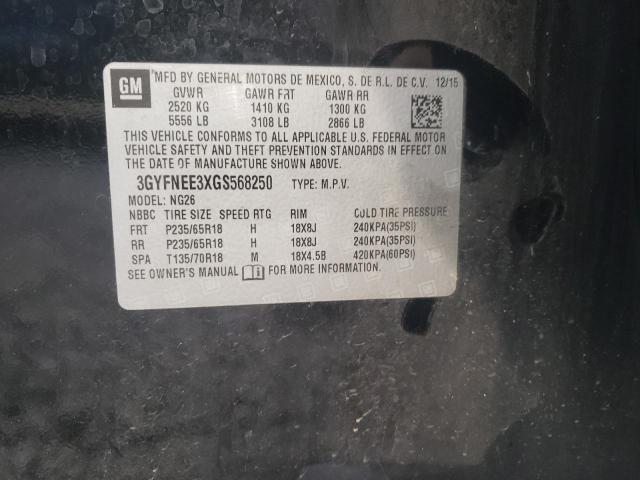 GM
MFD BY GENERAL MOTORS DE MEXICO, S. DE R.L. DE C.V. 12/15
GVWR GAWR FRT GAWR RR
2520 KG 1410 KG 1300 KG
5556 LB 3108 LB 2866 LB
THIS VEHICLE CONFORMS TO ALL APPLICABLE U.S. FEDERAL MOTOR
VEHICLE SAFETY AND THEFT PREVENTION STANDARDS IN EFFECT ON
THE DATE OF MANUFACTURE SHOWN ABOVE.
3GYFNEE3XGS568250 TYPE: M.P.V.
MODEL: NG26
NBBC TIRE SIZE SPEED RTG RIM COLD TIRE PRESSURE
FRT P235/65R18 H 18X8J 240KPA(35PSI)
RR P235/65R18 H 18X8J 240KPA(35PSI)
SPA T135/70R18 M 18X4.5B 420KPA(60PSI)
SEE OWNER'S MANUAL FOR MORE INFORMATION.